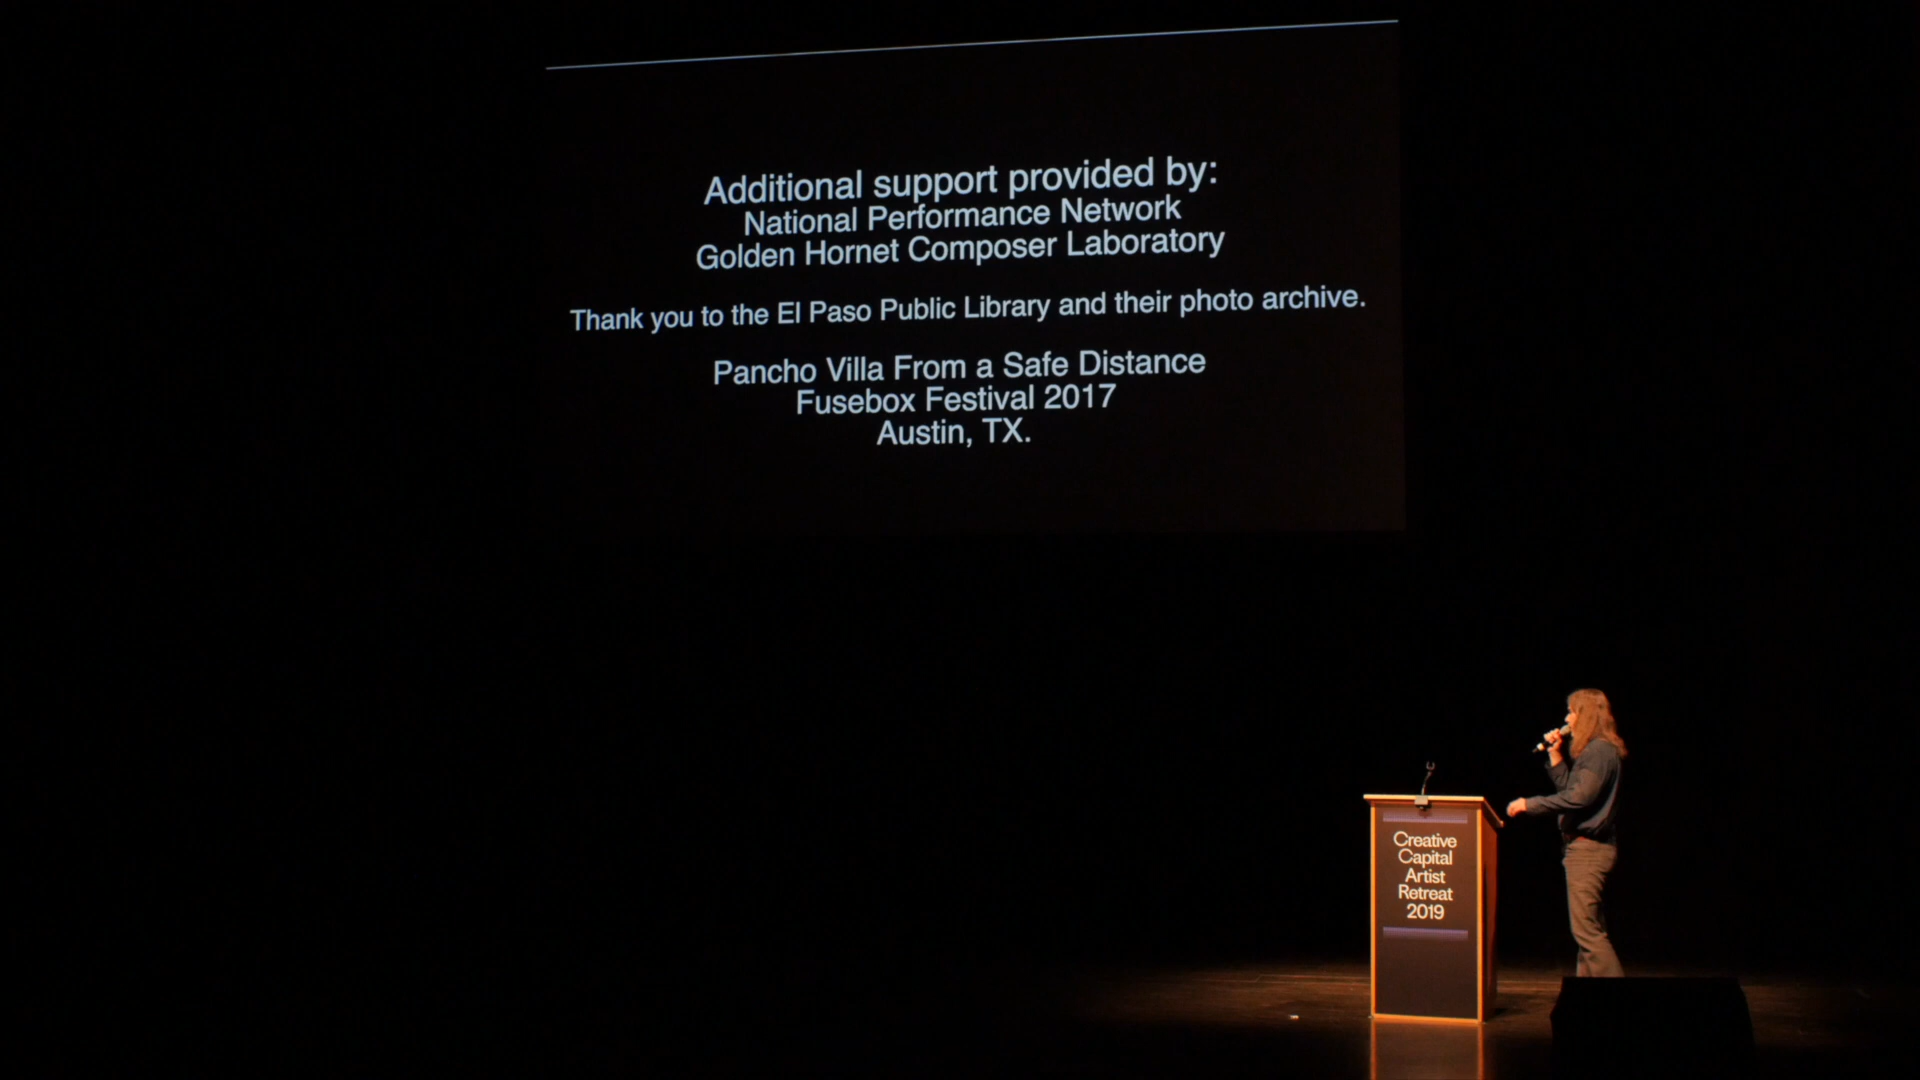 Additional support provided by:
National Performance Network
Golden Hornet Composer Laboratory
Thank you to the El Paso Public Library and their photo archive.
Pancho Villa From a Safe Distance
Fusebox Festival 2017
Austin, TX.
Creative
Capital
Artist
Retreat
2019